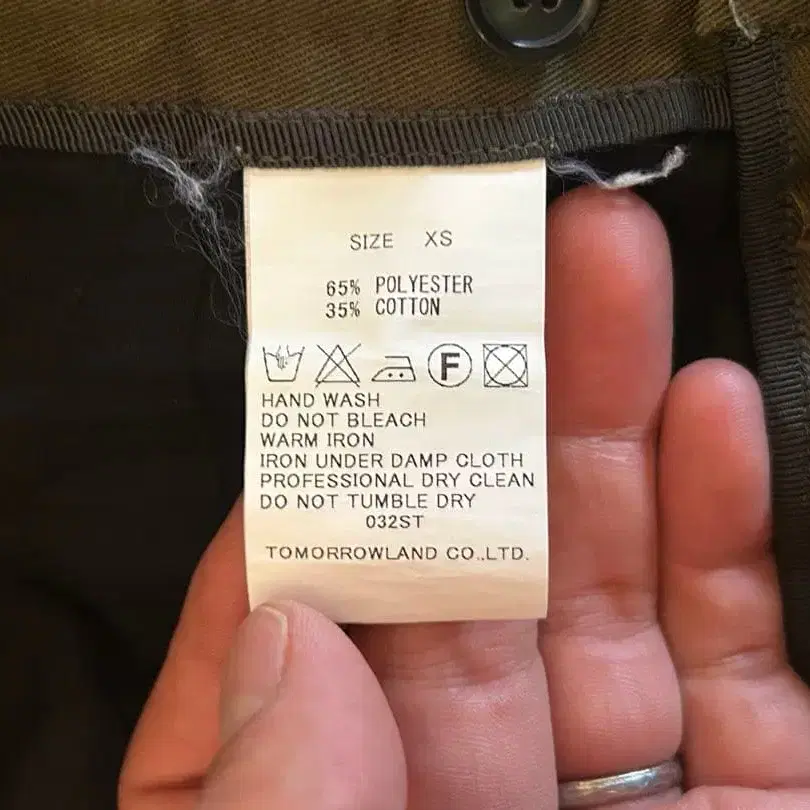 SIZE XS
65% POLYESTER
35% COTTON
F
HAND WASH
DO NOT BLEACH
WARM IRON
IRON UNDER DAMP CLOTH
PROFESSIONAL DRY CLEAN
DO NOT TUMBLE DRY
032ST
TOMORROWLAND CO.,LTD.